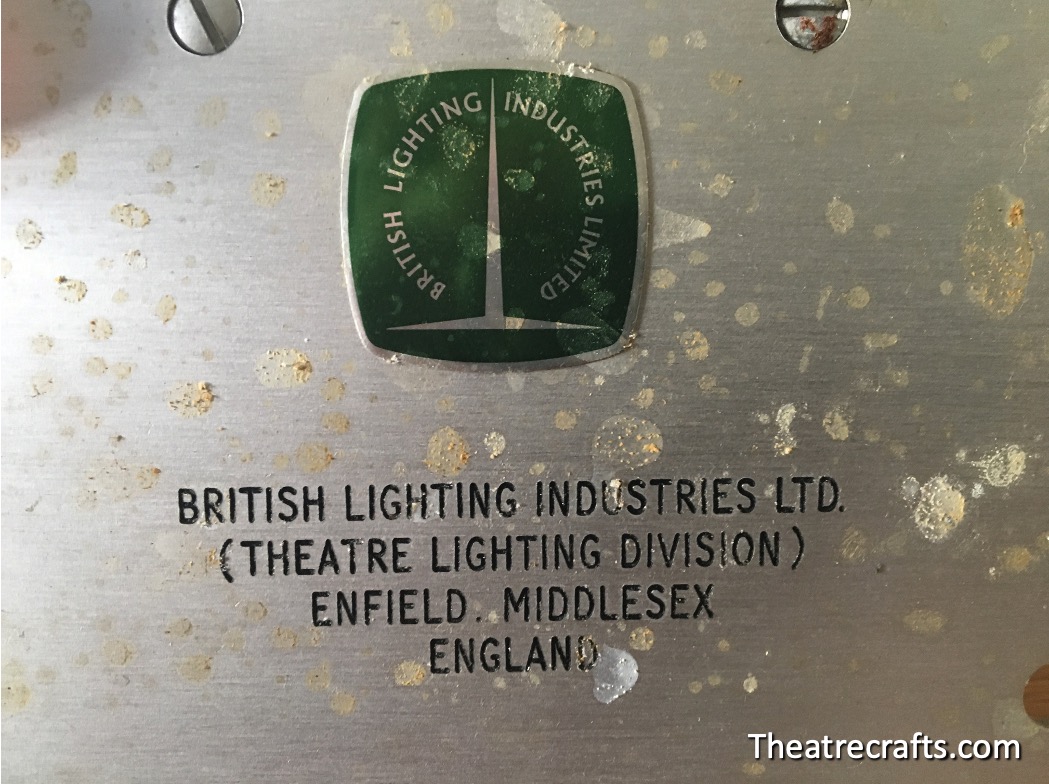 BRITISH LIGHTING INDUSTRIES LIMITED
BRITISH LIGHTING INDUSTRIES LTD.
(THEATRE LIGHTING DIVISION)
ENFIELD. MIDDLESEX
ENGLAND
Theatrecrafts.com